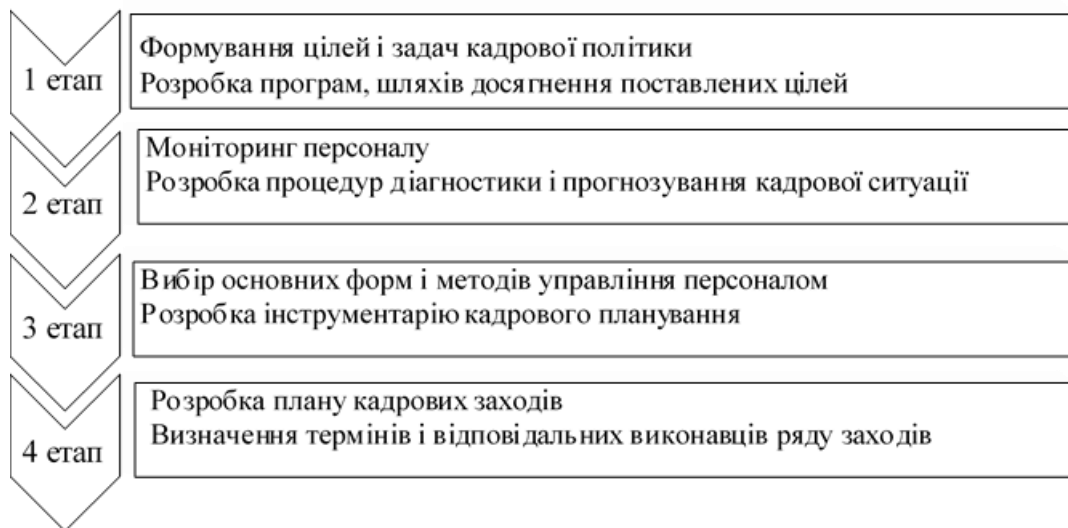 1 етап
Формування цілей і задач кадрової політики
Розробка програм, шляхів досягнення поставлених цілей
2 етап
Моніторинг персоналу
Розробка процедур діагностики і прогнозування кадрової ситуації
3 етап
Вибір основних форм і методів управління персоналом
Розробка інструментарію кадрового планування
4 етап
Розробка плану кадрових заходів
Визначення термінів і відповідальних виконавців ряду заходів